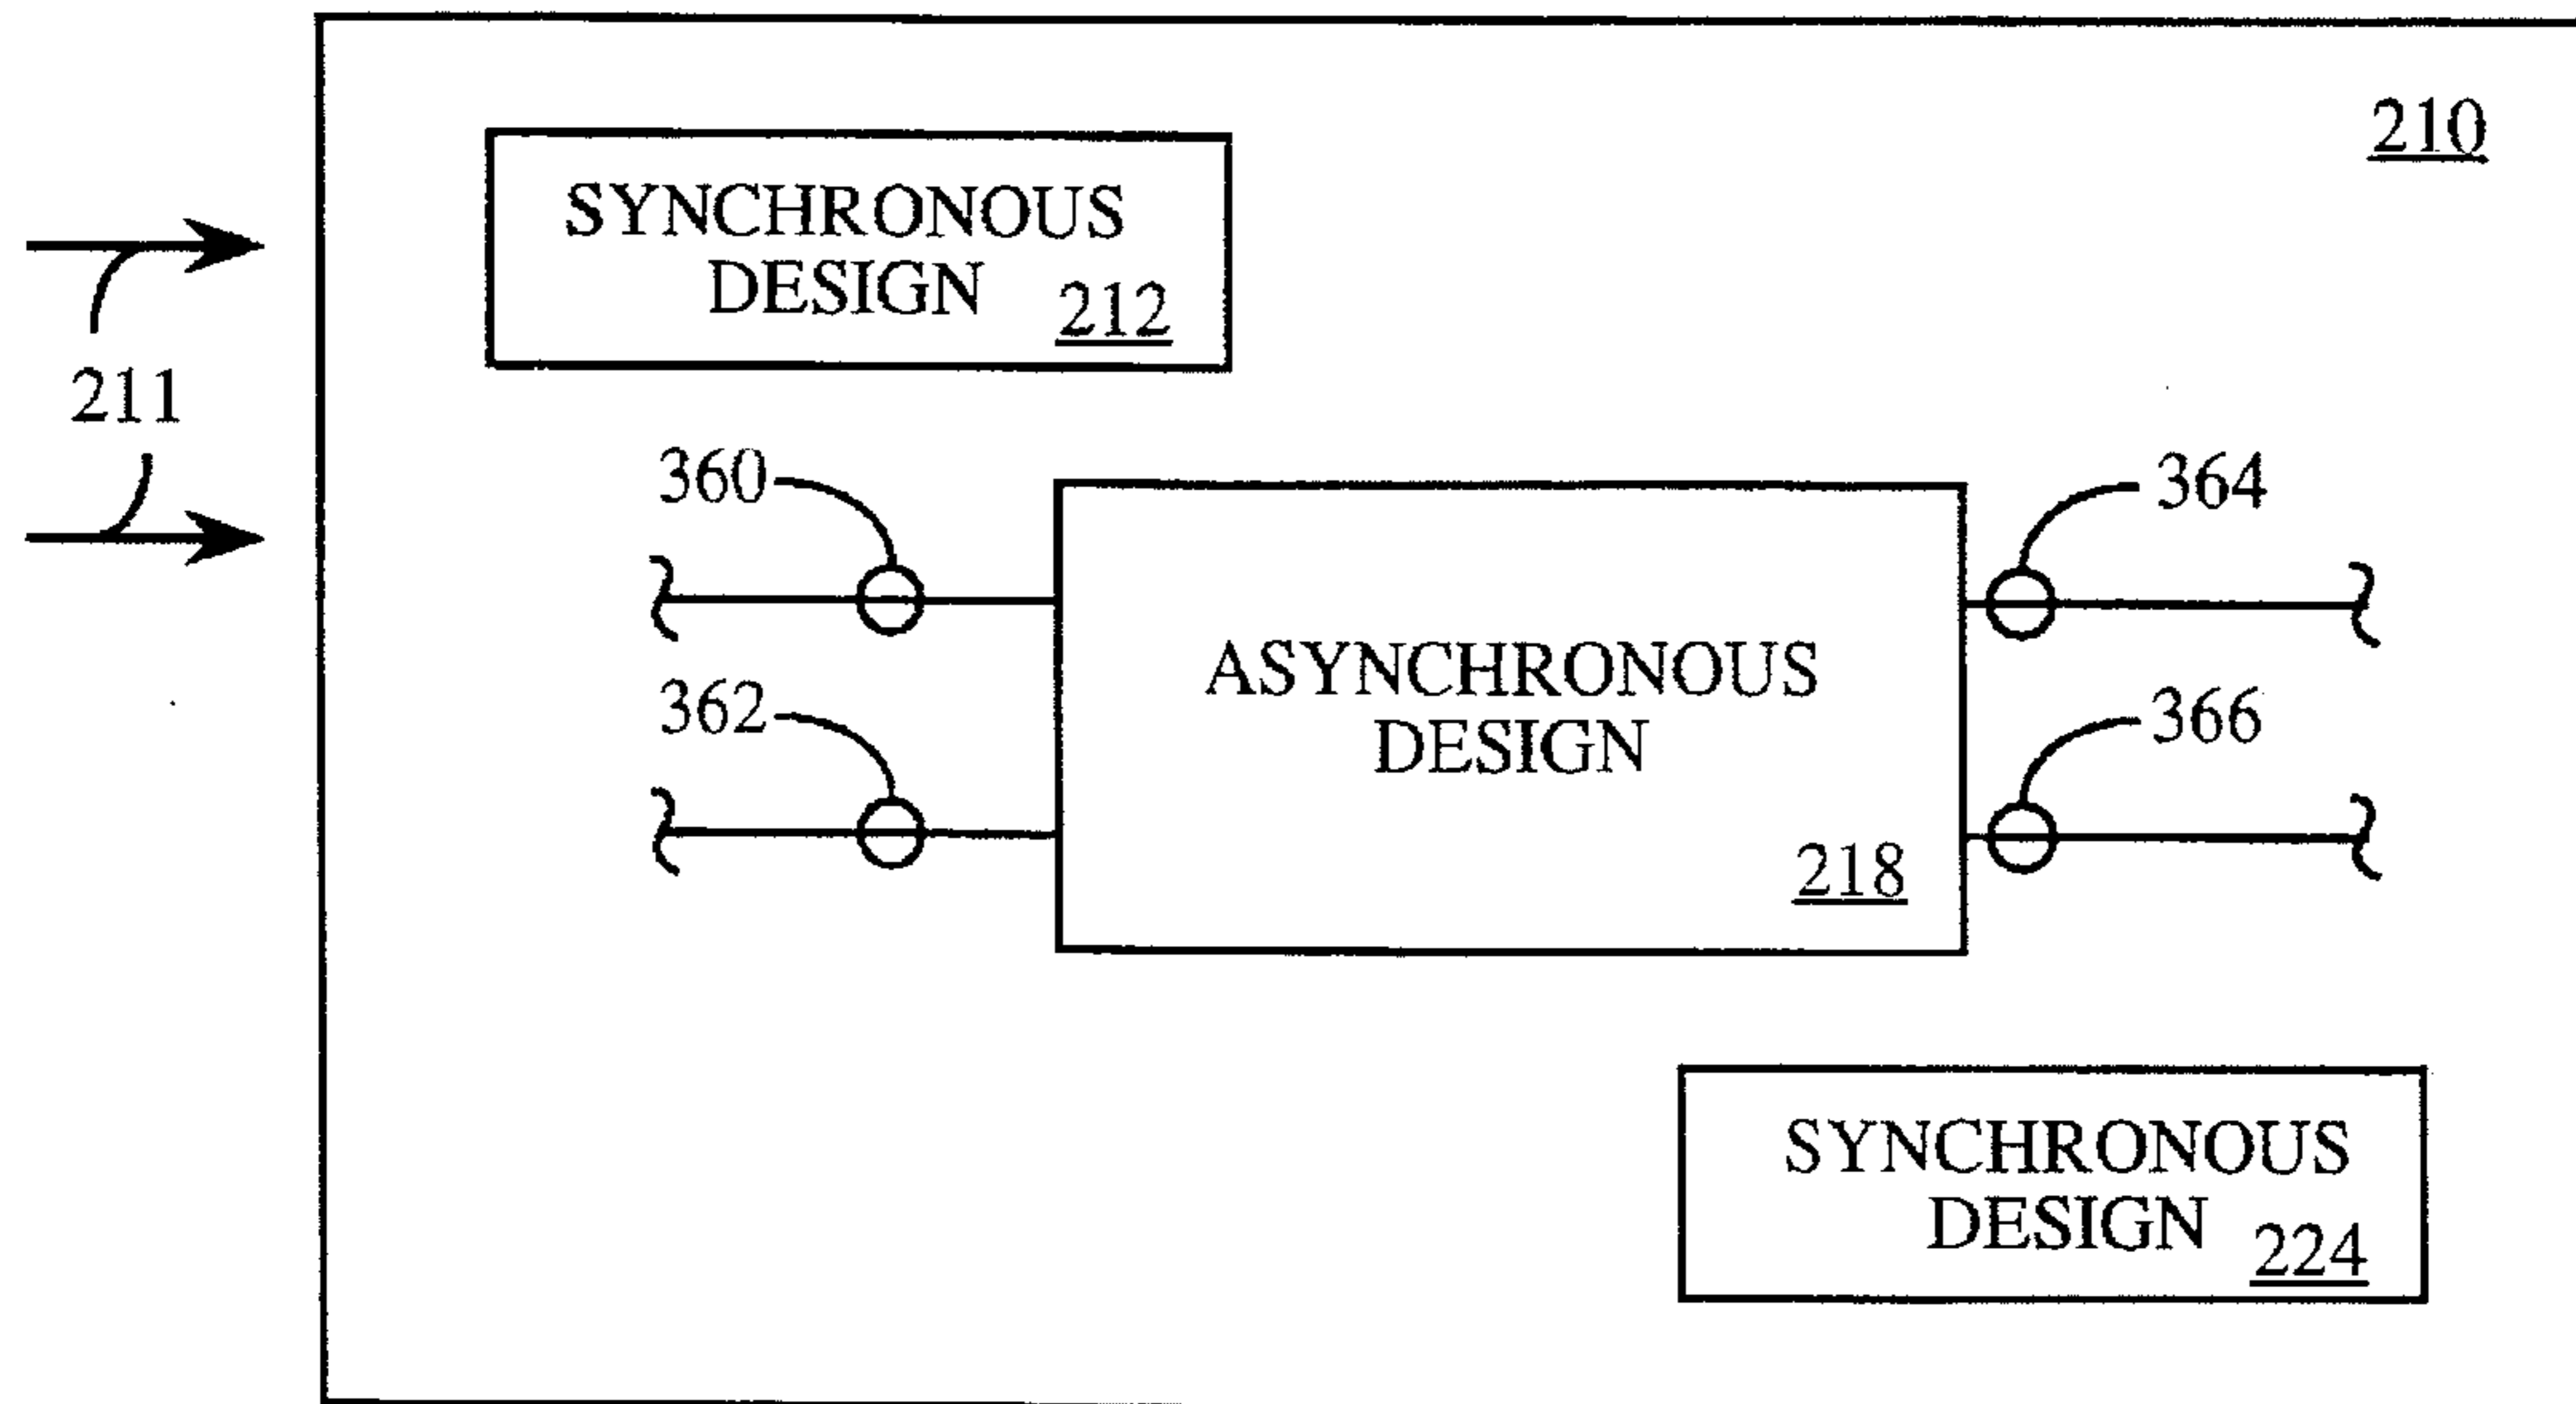 210
SYNCHRONOUS
DESIGN 212
211
360
364
ASYNCHRONOUS
DESIGN
362
366
218
SYNCHRONOUS
DESIGN 224